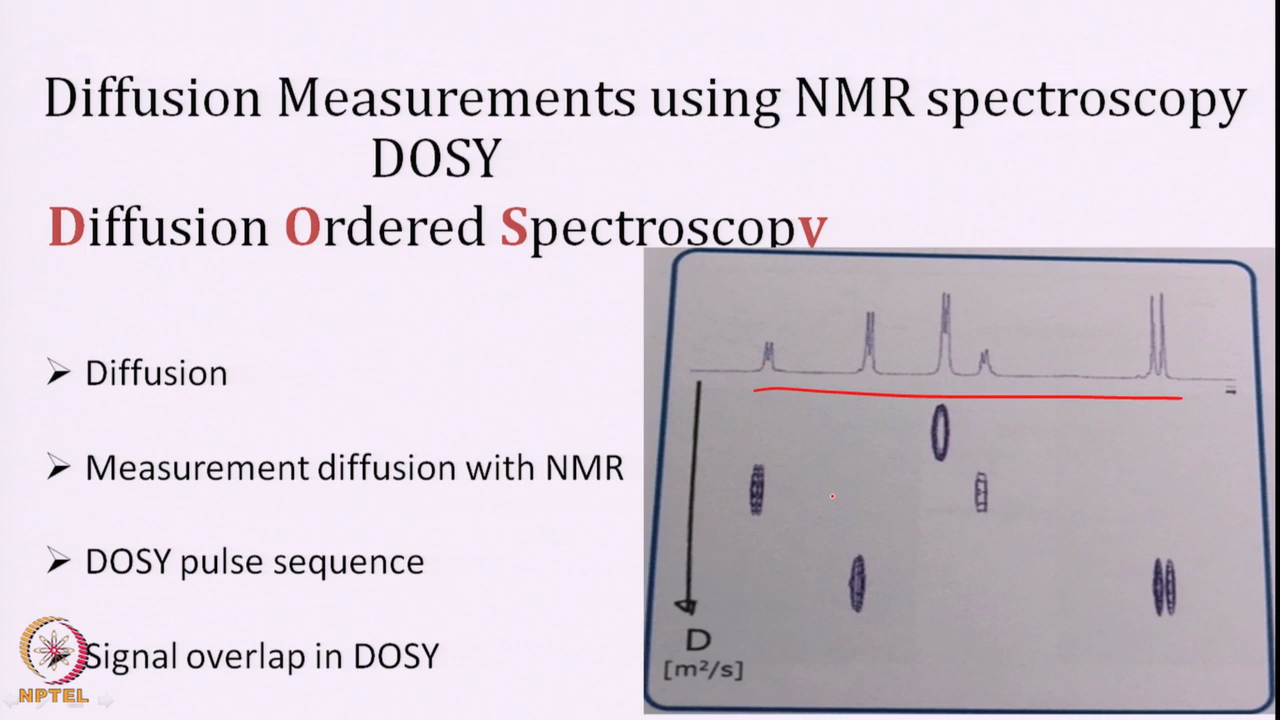 Diffusion Measurements using NMR spectroscopy
DOSY
Diffusion Ordered Spectroscopy
➢ Diffusion
➢ Measurement diffusion with NMR
➢ DOSY pulse sequence
➢ Signal overlap in DOSY
D
[m²/s]
NPTEL